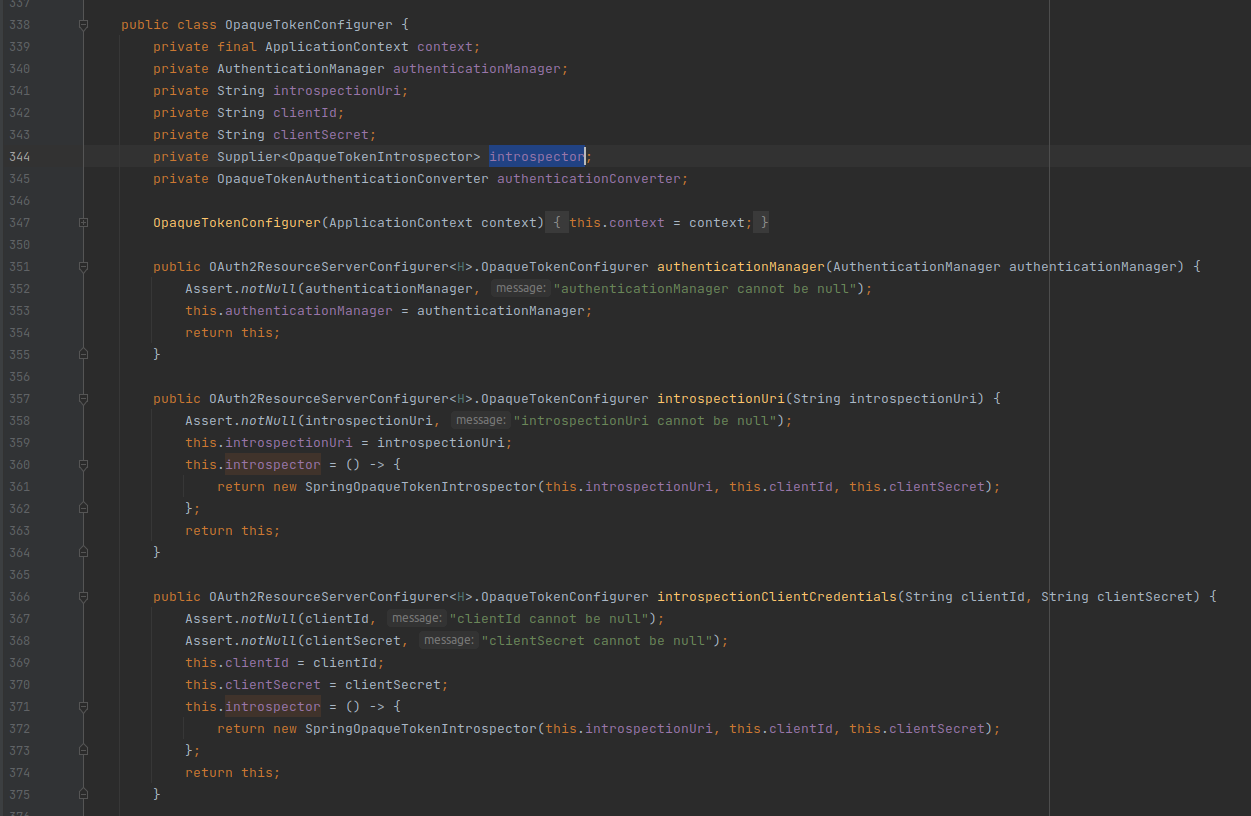 337
338 public class OpaqueTokenConfigurer {
339 private final ApplicationContext context;
340 private AuthenticationManager authenticationManager;
341 private String introspectionUri;
342 private String clientId;
343 private String clientSecret;
344 private Supplier<OpaqueTokenIntrospector> introspector;
345 private OpaqueTokenAuthenticationConverter authenticationConverter;
346
347 OpaqueTokenConfigurer(ApplicationContext context) { this.context = context; }
350
351 public OAuth2ResourceServerConfigurer<H>.OpaqueTokenConfigurer authenticationManager(AuthenticationManager authenticationManager) {
352 Assert.notNull(authenticationManager, message: "authenticationManager cannot be null");
353 this.authenticationManager = authenticationManager;
354 return this;
355 }
356
357 public OAuth2ResourceServerConfigurer<H>.OpaqueTokenConfigurer introspectionUri(String introspectionUri) {
358 Assert.notNull(introspectionUri, message: "introspectionUri cannot be null");
359 this.introspectionUri = introspectionUri;
360 this.introspector = () -> {
361 return new SpringOpaqueTokenIntrospector(this.introspectionUri, this.clientId, this.clientSecret);
362 };
363 return this;
364 }
365
366 public OAuth2ResourceServerConfigurer<H>.OpaqueTokenConfigurer introspectionClientCredentials(String clientId, String clientSecret) {
367 Assert.notNull(clientId, message: "clientId cannot be null");
368 Assert.notNull(clientSecret, message: "clientSecret cannot be null");
369 this.clientId = clientId;
370 this.clientSecret = clientSecret;
371 this.introspector = () -> {
372 return new SpringOpaqueTokenIntrospector(this.introspectionUri, this.clientId, this.clientSecret);
373 };
374 return this;
375 }
376